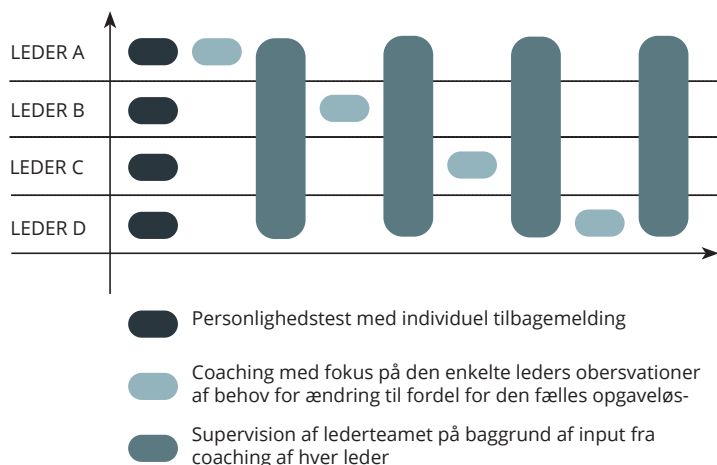 LEDER A
LEDER B
LEDER C
LEDER D
Personlighedstest med individuel tilbagemelding
Coaching med fokus på den enkelte leders obersvationer
af behov for ændring til fordel for den fælles opgaveløs-
Supervision af lederteamet på baggrund af input fra
coaching af hver leder